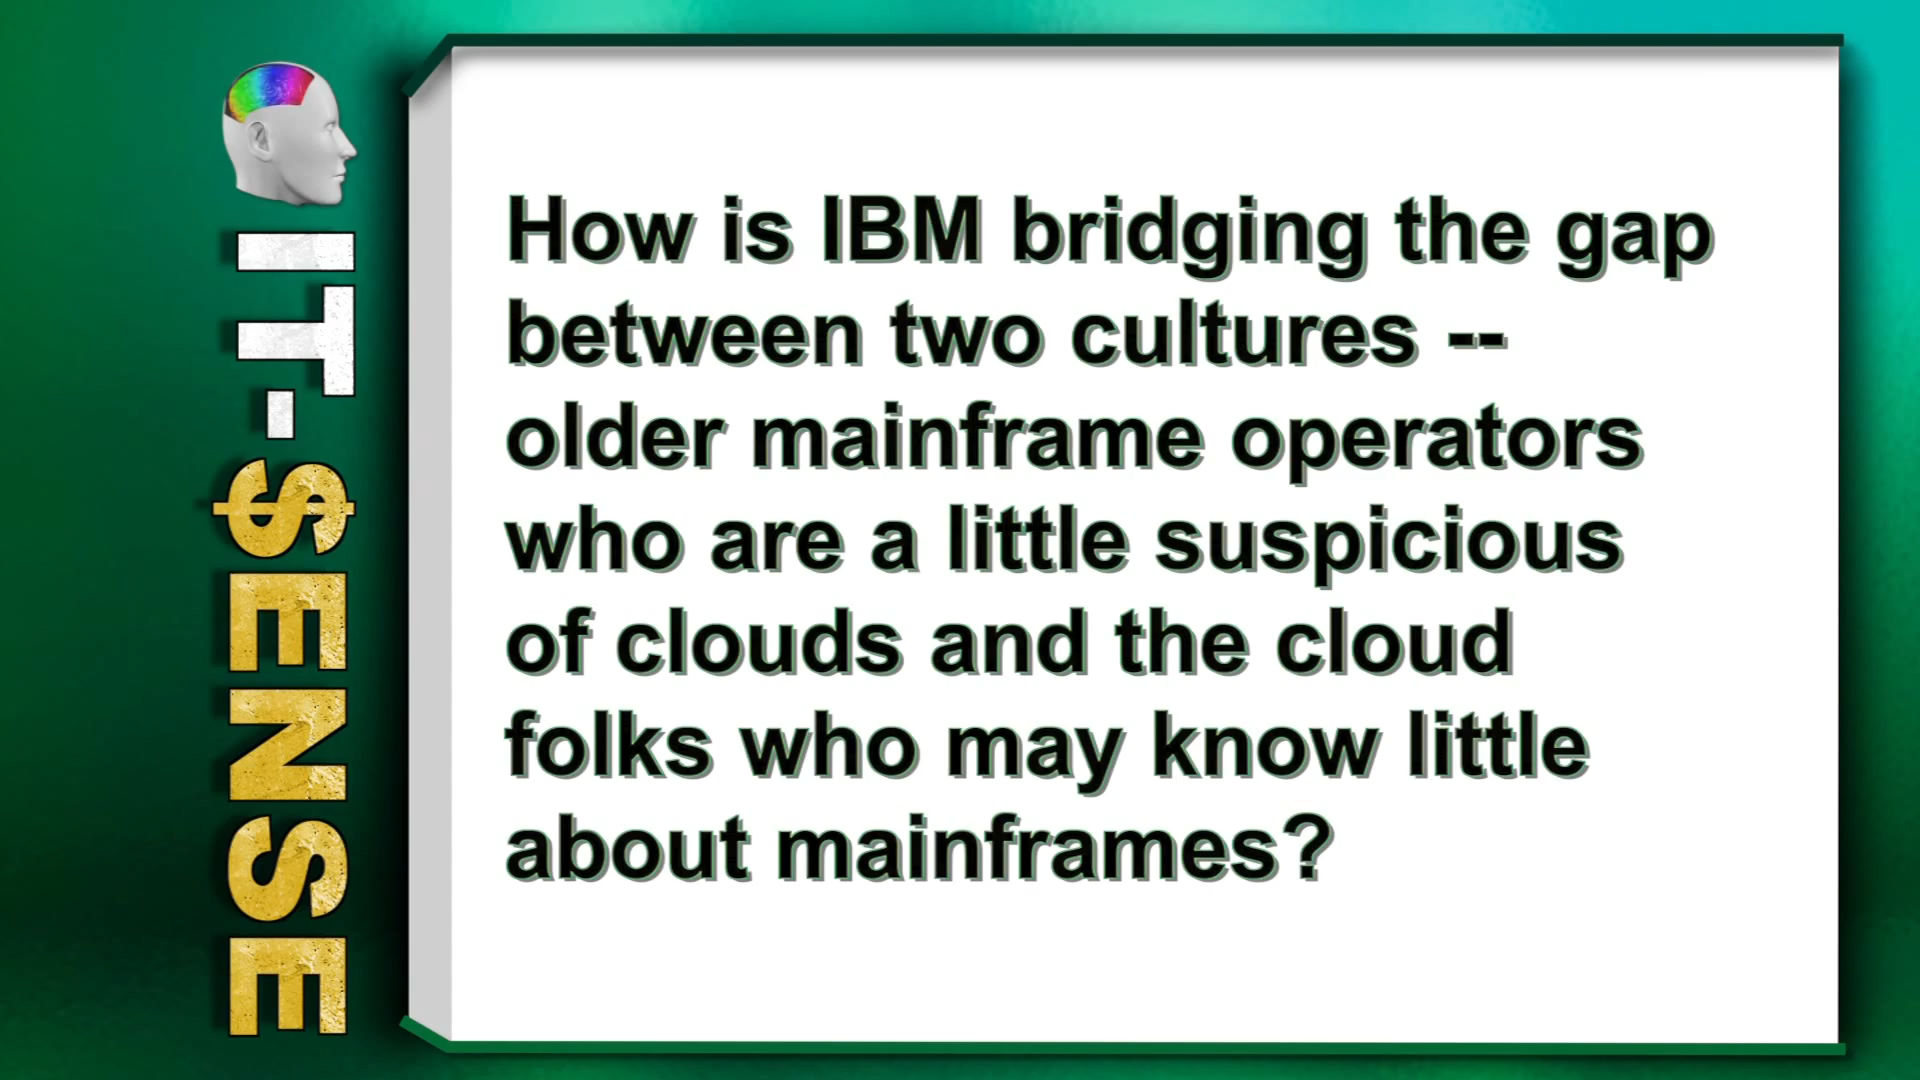 IT-$ENSE
How is IBM bridging the gap
between two cultures --
older mainframe operators
who are a little suspicious
of clouds and the cloud
folks who may know little
about mainframes?